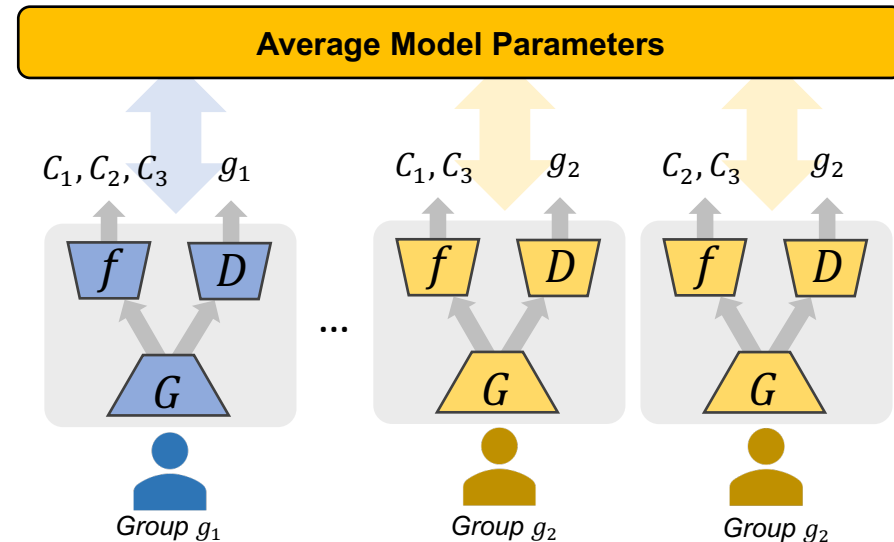 Average Model Parameters
C₁, C₂, C₃ g₁ C₁, C₃ g₂ C₂, C₃ g₂
f D f D f D
...
G G G
Group g₁ Group g₂ Group g₂